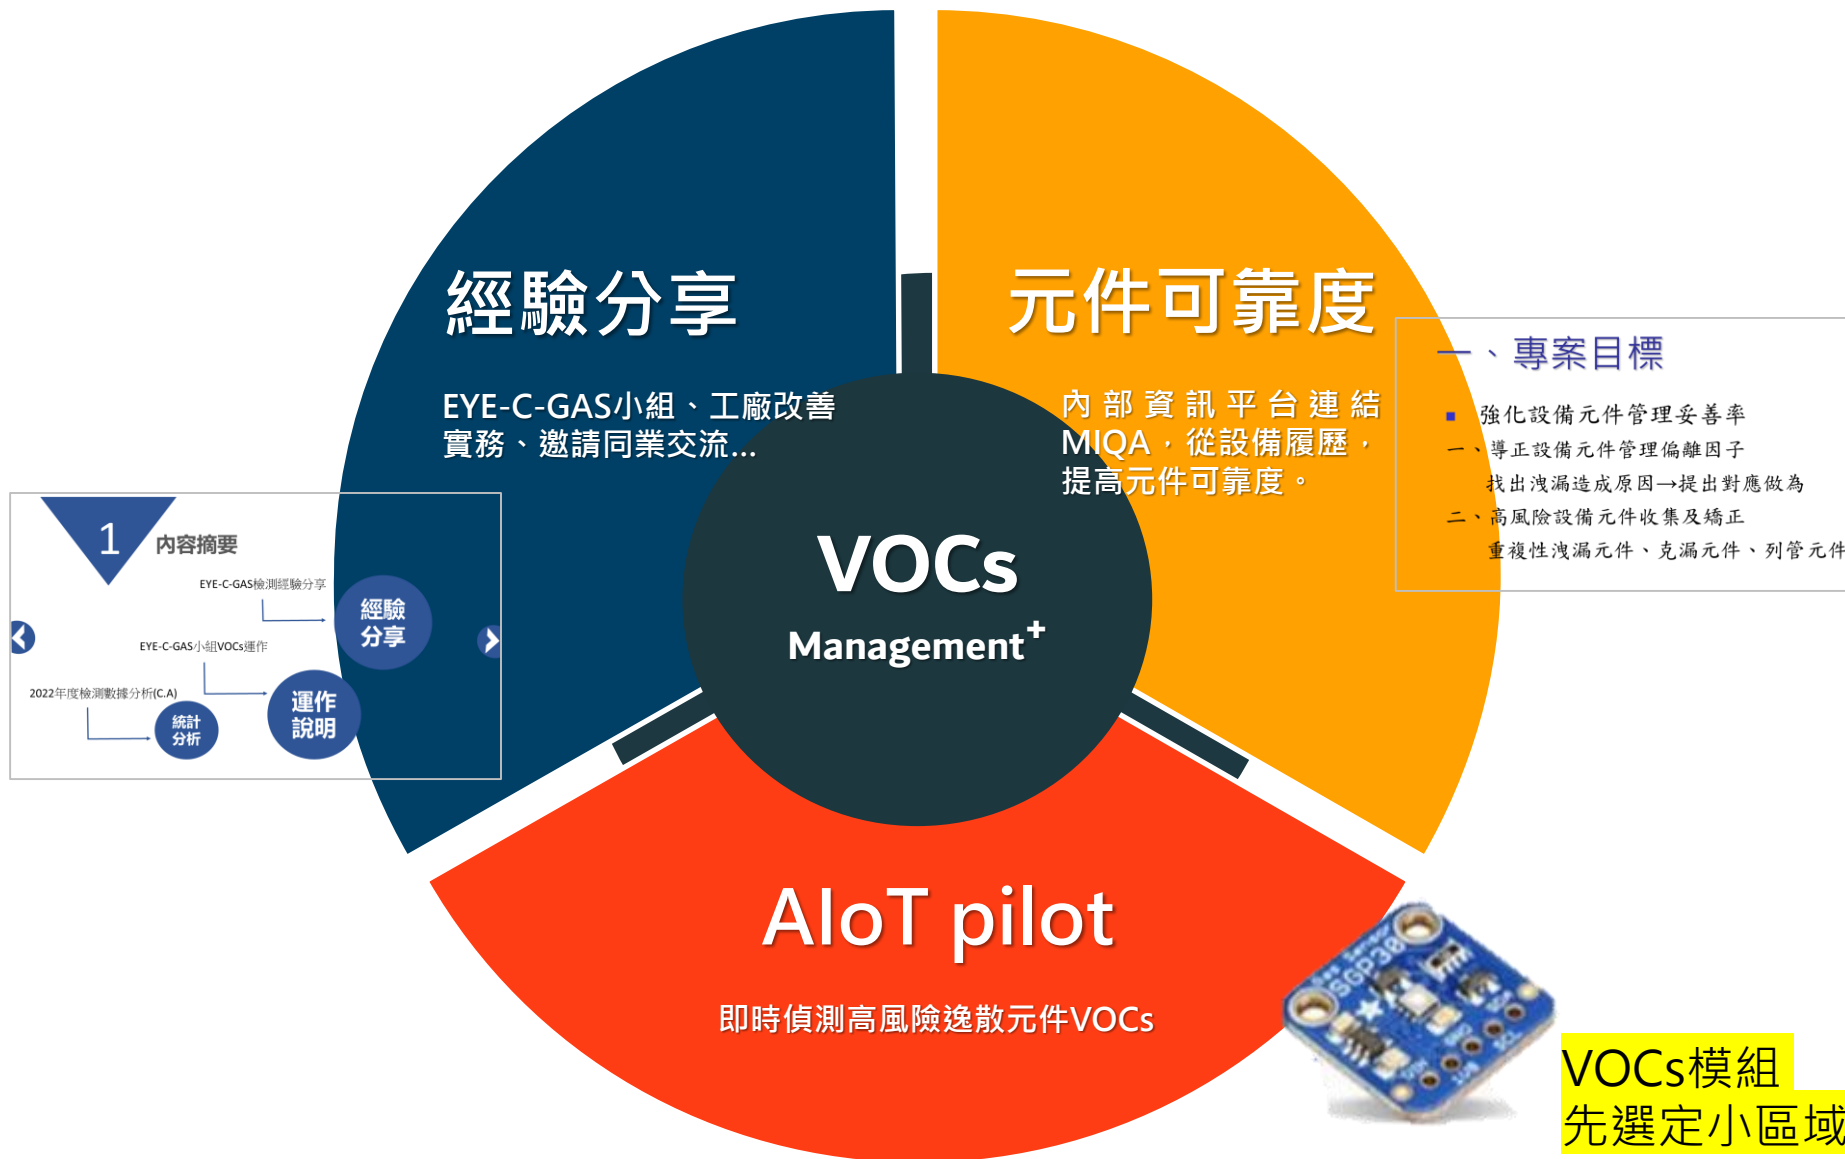 經驗分享
EYE-C-GAS小組、工廠改善
實務、邀請同業交流...
元件可靠度
內部資訊平台連結
MIQA，從設備履歷，
提高元件可靠度。
一、專案目標
▪ 強化設備元件管理妥善率
一、導正設備元件管理偏離因子
找出洩漏造成原因→提出對應做為
二、高風險設備元件收集及矯正
重複性洩漏元件、克漏元件、列管元件
1
內容摘要
EYE-C-GAS檢測經驗分享
經驗
分享
EYE-C-GAS小組VOCs運作
運作
說明
2022年度檢測數據分析(C.A)
統計
分析
VOCs
Management+
AIoT pilot
即時偵測高風險逸散元件VOCs
Gas Sensor
SGP30
VOCs模組
先選定小區域